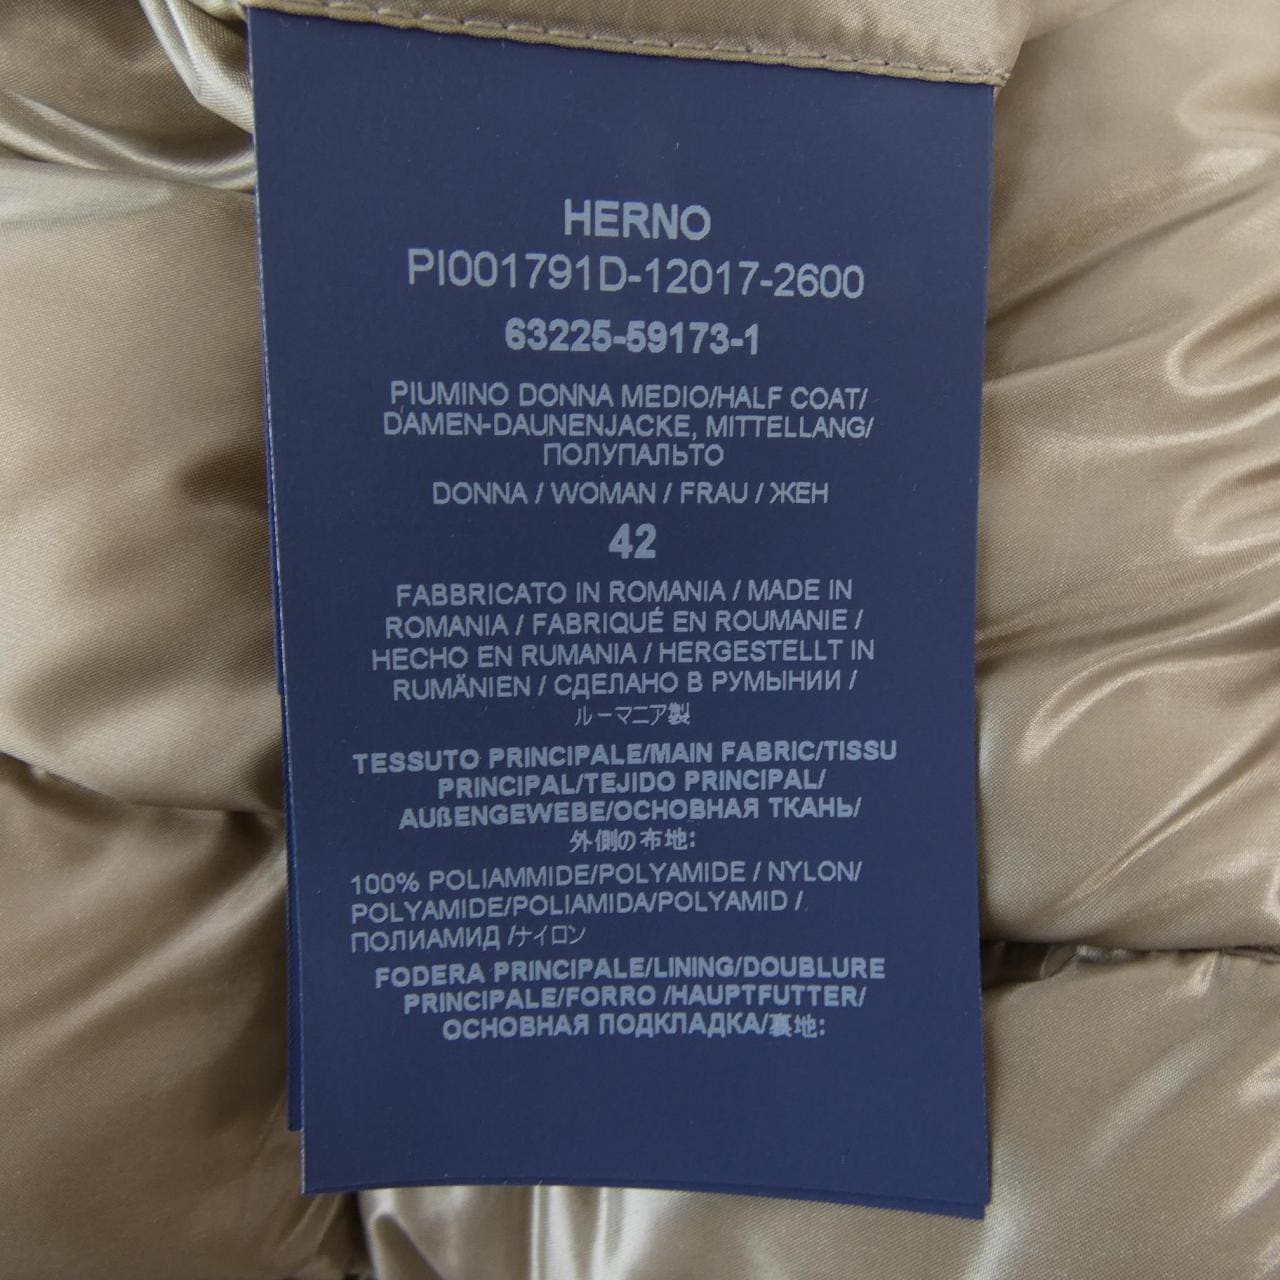 HERNO
PI001791D-12017-2600
63225-59173-1
PIUMINO DONNA MEDIO/HALF COAT/
DAMEN-DAUNENJACKE, MITTELLANG/
ПОЛУПАЛЬТО
DONNA / WOMAN / FRAU / ЖЕН
42
FABBRICATO IN ROMANIA / MADE IN
ROMANIA / FABRIQUÉ EN ROUMANIE /
HECHO EN RUMANIA / HERGESTELLT IN
RUMÄNIEN / СДЕЛАНО В РУМЫНИИ /
ルーマニア製
TESSUTO PRINCIPALE/MAIN FABRIC/TISSU
PRINCIPAL/TEJIDO PRINCIPAL/
AUßENGEWEBE/ОСНОВНАЯ ТКАНЬ/
外側の布地:
100% POLIAMMIDE/POLYAMIDE / NYLON/
POLYAMIDE/POLIAMIDA/POLYAMID /
ПОЛИАМИД /ナイロン
FODERA PRINCIPALE/LINING/DOUBLURE
PRINCIPALE/FORRO /HAUPTFUTTER/
ОСНОВНАЯ ПОДКЛАДКА/裏地: